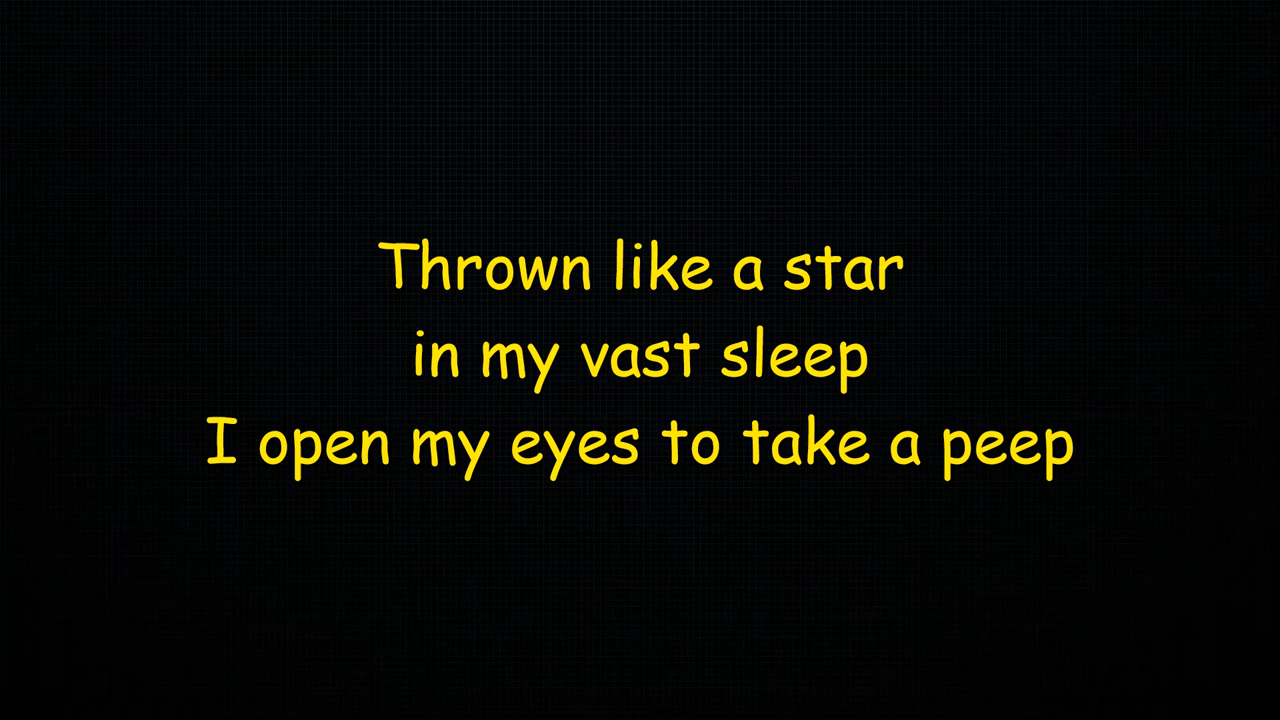 Thrown like a star
in my vast sleep
I open my eyes to take a peep